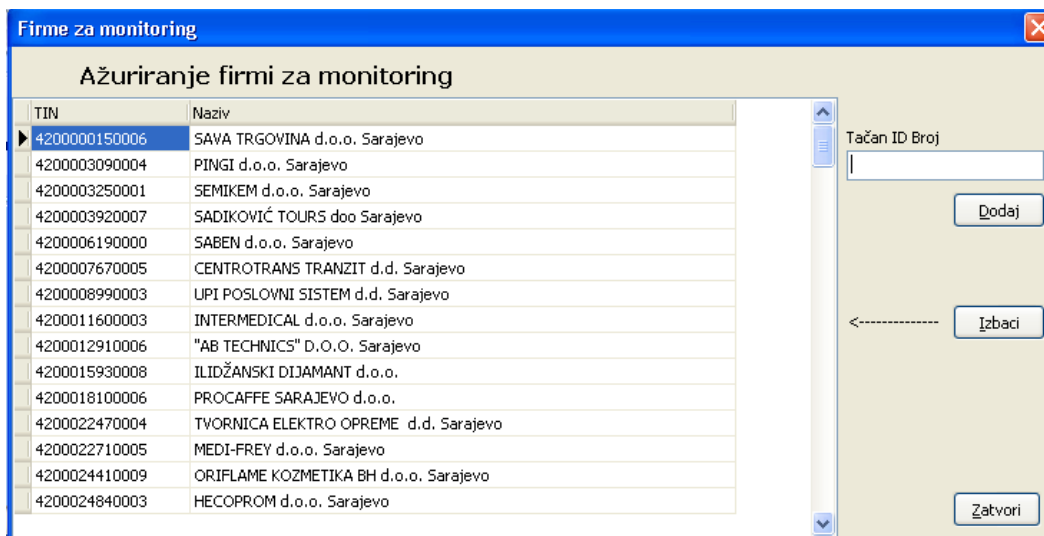 Firme za monitoring
Ažuriranje firmi za monitoring
TIN Naziv
4200000150006 SAVA TRGOVINA d.o.o. Sarajevo
4200003090004 PINGI d.o.o. Sarajevo
4200003250001 SEMIKEM d.o.o. Sarajevo
4200003920007 SADIKOVIĆ TOURS doo Sarajevo
4200006190000 SABEN d.o.o. Sarajevo
4200007670005 CENTROTRANS TRANZIT d.d. Sarajevo
4200008990003 UPI POSLOVNI SISTEM d.d. Sarajevo
4200011600003 INTERMEDICAL d.o.o. Sarajevo
4200012910006 "AB TECHNICS" D.O.O. Sarajevo
4200015930008 ILIDŽANSKI DIJAMANT d.o.o.
4200018100006 PROCAFFE SARAJEVO d.o.o.
4200022470004 TVORNICA ELEKTRO OPREME  d.d. Sarajevo
4200022710005 MEDI-FREY d.o.o. Sarajevo
4200024410009 ORIFLAME KOZMETIKA BH d.o.o. Sarajevo
4200024840003 HECOPROM d.o.o. Sarajevo
Tačan ID Broj
Dodaj
<-------------- Izbaci
Zatvori